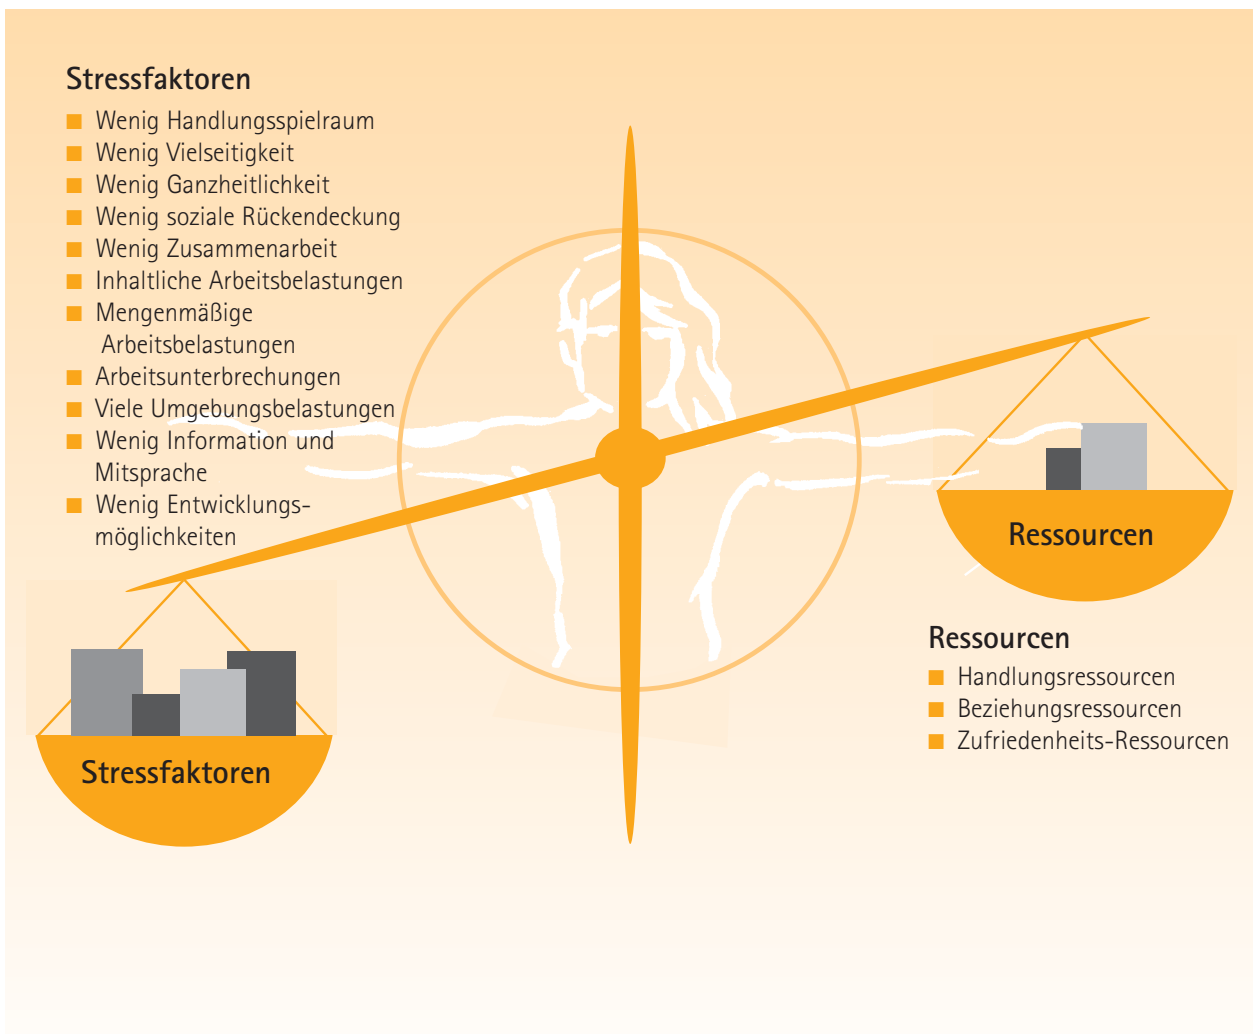 Stressfaktoren
Wenig Handlungsspielraum
Wenig Vielseitigkeit
Wenig Ganzheitlichkeit
Wenig soziale Rückendeckung
Wenig Zusammenarbeit
Inhaltliche Arbeitsbelastungen
Mengenmäßige
Arbeitsbelastungen
Arbeitsunterbrechungen
Viele Umgebungsbelastungen
Wenig Information und
Mitsprache
Wenig Entwicklungs-
möglichkeiten
Stressfaktoren
Ressourcen
Ressourcen
Handlungsressourcen
Beziehungsressourcen
Zufriedenheits-Ressourcen